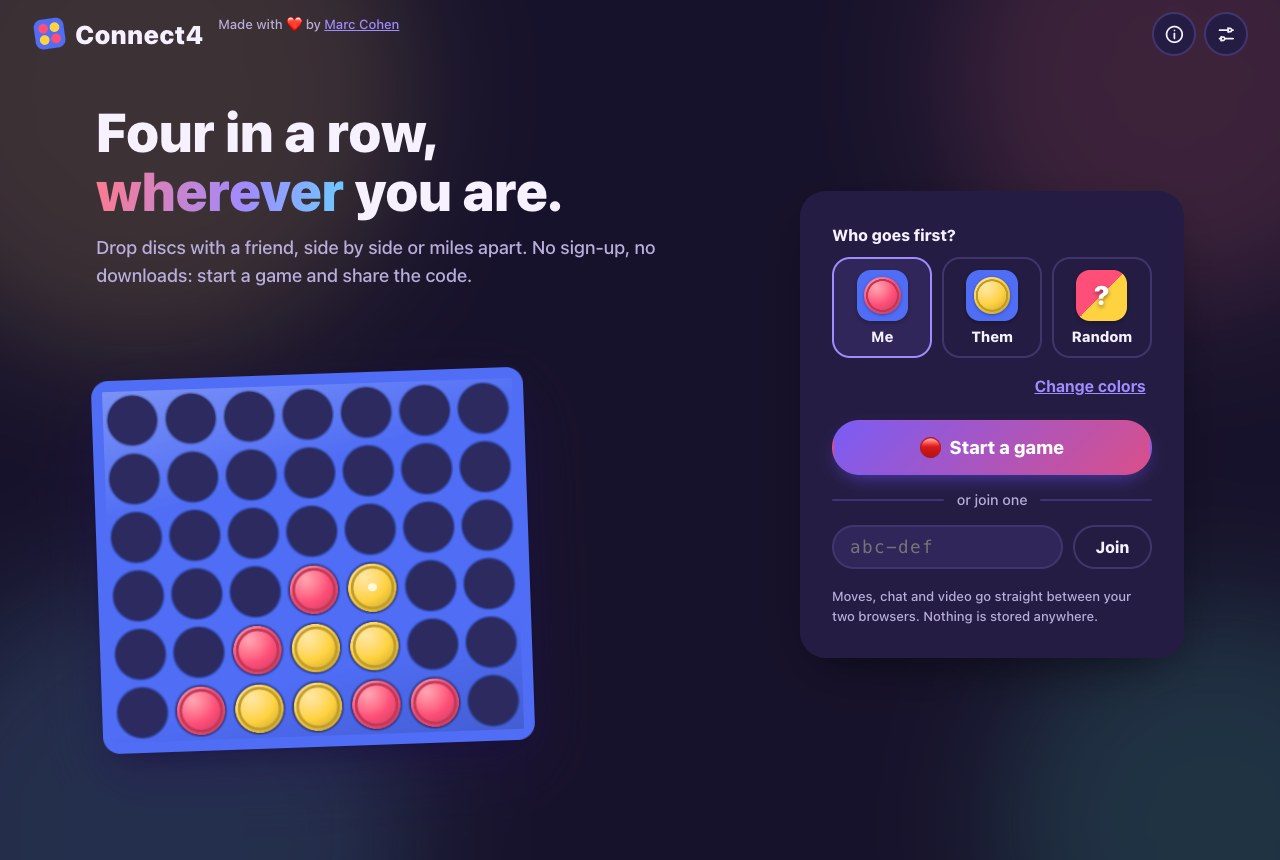 Connect4
Made with ❤️ by Marc Cohen
Four in a row,
wherever you are.
Drop discs with a friend, side by side or miles apart. No sign-up, no
downloads: start a game and share the code.
Who goes first?
Me
Them
?
Random
Change colors
Start a game
or join one
abc-def
Join
Moves, chat and video go straight between your
two browsers. Nothing is stored anywhere.